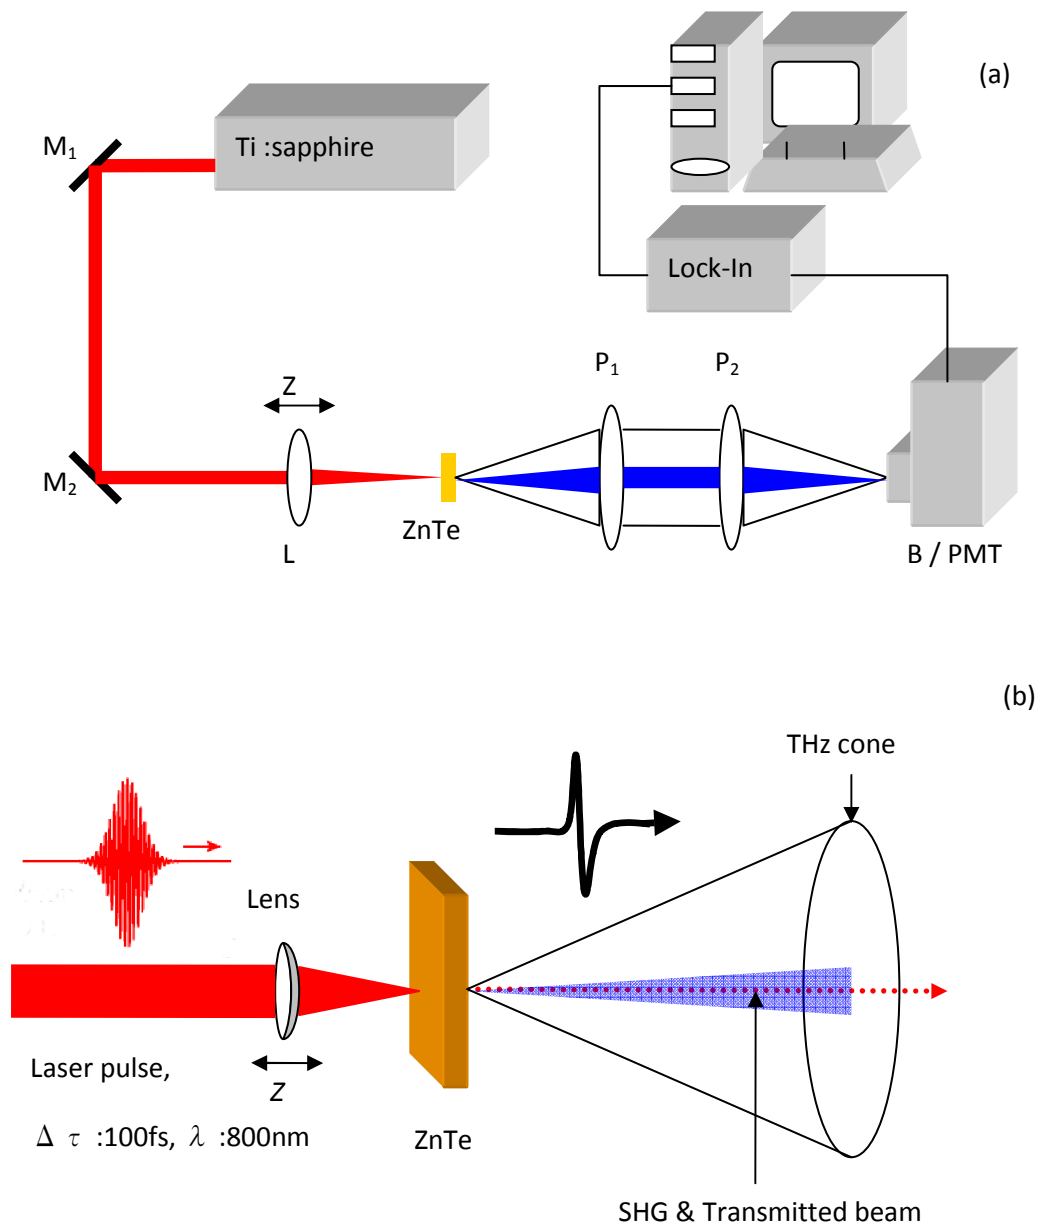 (a)
M₁
Ti :sapphire
Lock-In
P₁
P₂
Z
M₂
ZnTe
L
B / PMT
(b)
THz cone
Lens
Laser pulse,
Z
Δ τ :100fs, λ :800nm
ZnTe
SHG & Transmitted beam